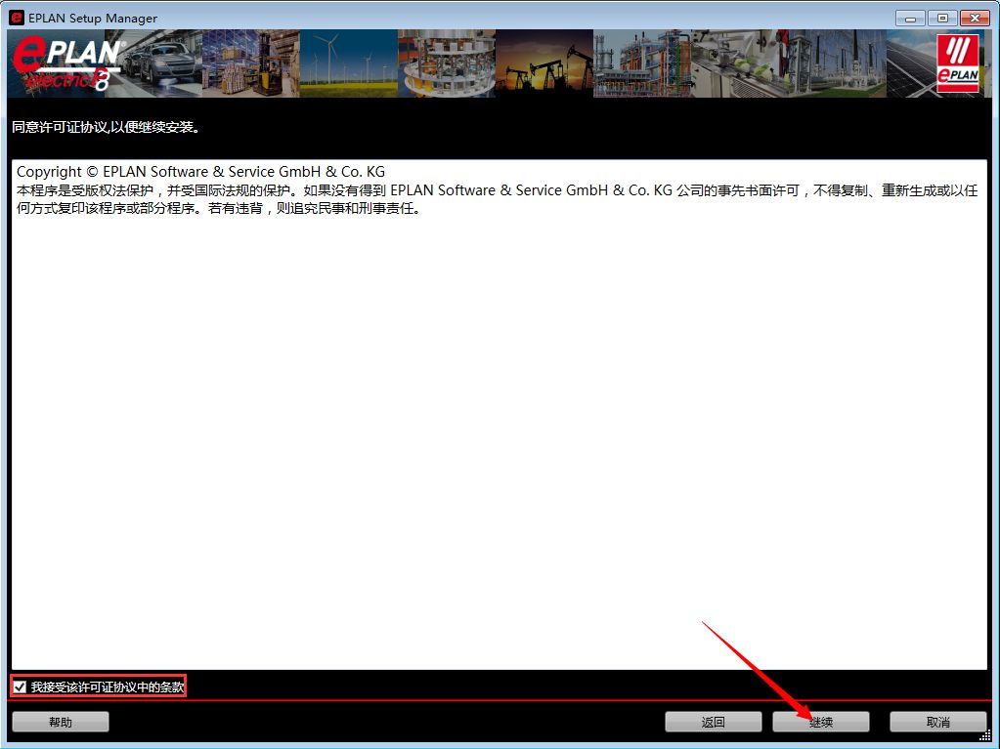 EPLAN Setup Manager
ePLAN®
electric P8
ePLAN
同意许可证协议,以便继续安装。
Copyright © EPLAN Software & Service GmbH & Co. KG
本程序是受版权法保护，并受国际法规的保护。如果没有得到 EPLAN Software & Service GmbH & Co. KG 公司的事先书面许可，不得复制、重新生成或以任
何方式复印该程序或部分程序。若有违背，则追究民事和刑事责任。
我接受该许可证协议中的条款
帮助
返回
继续
取消